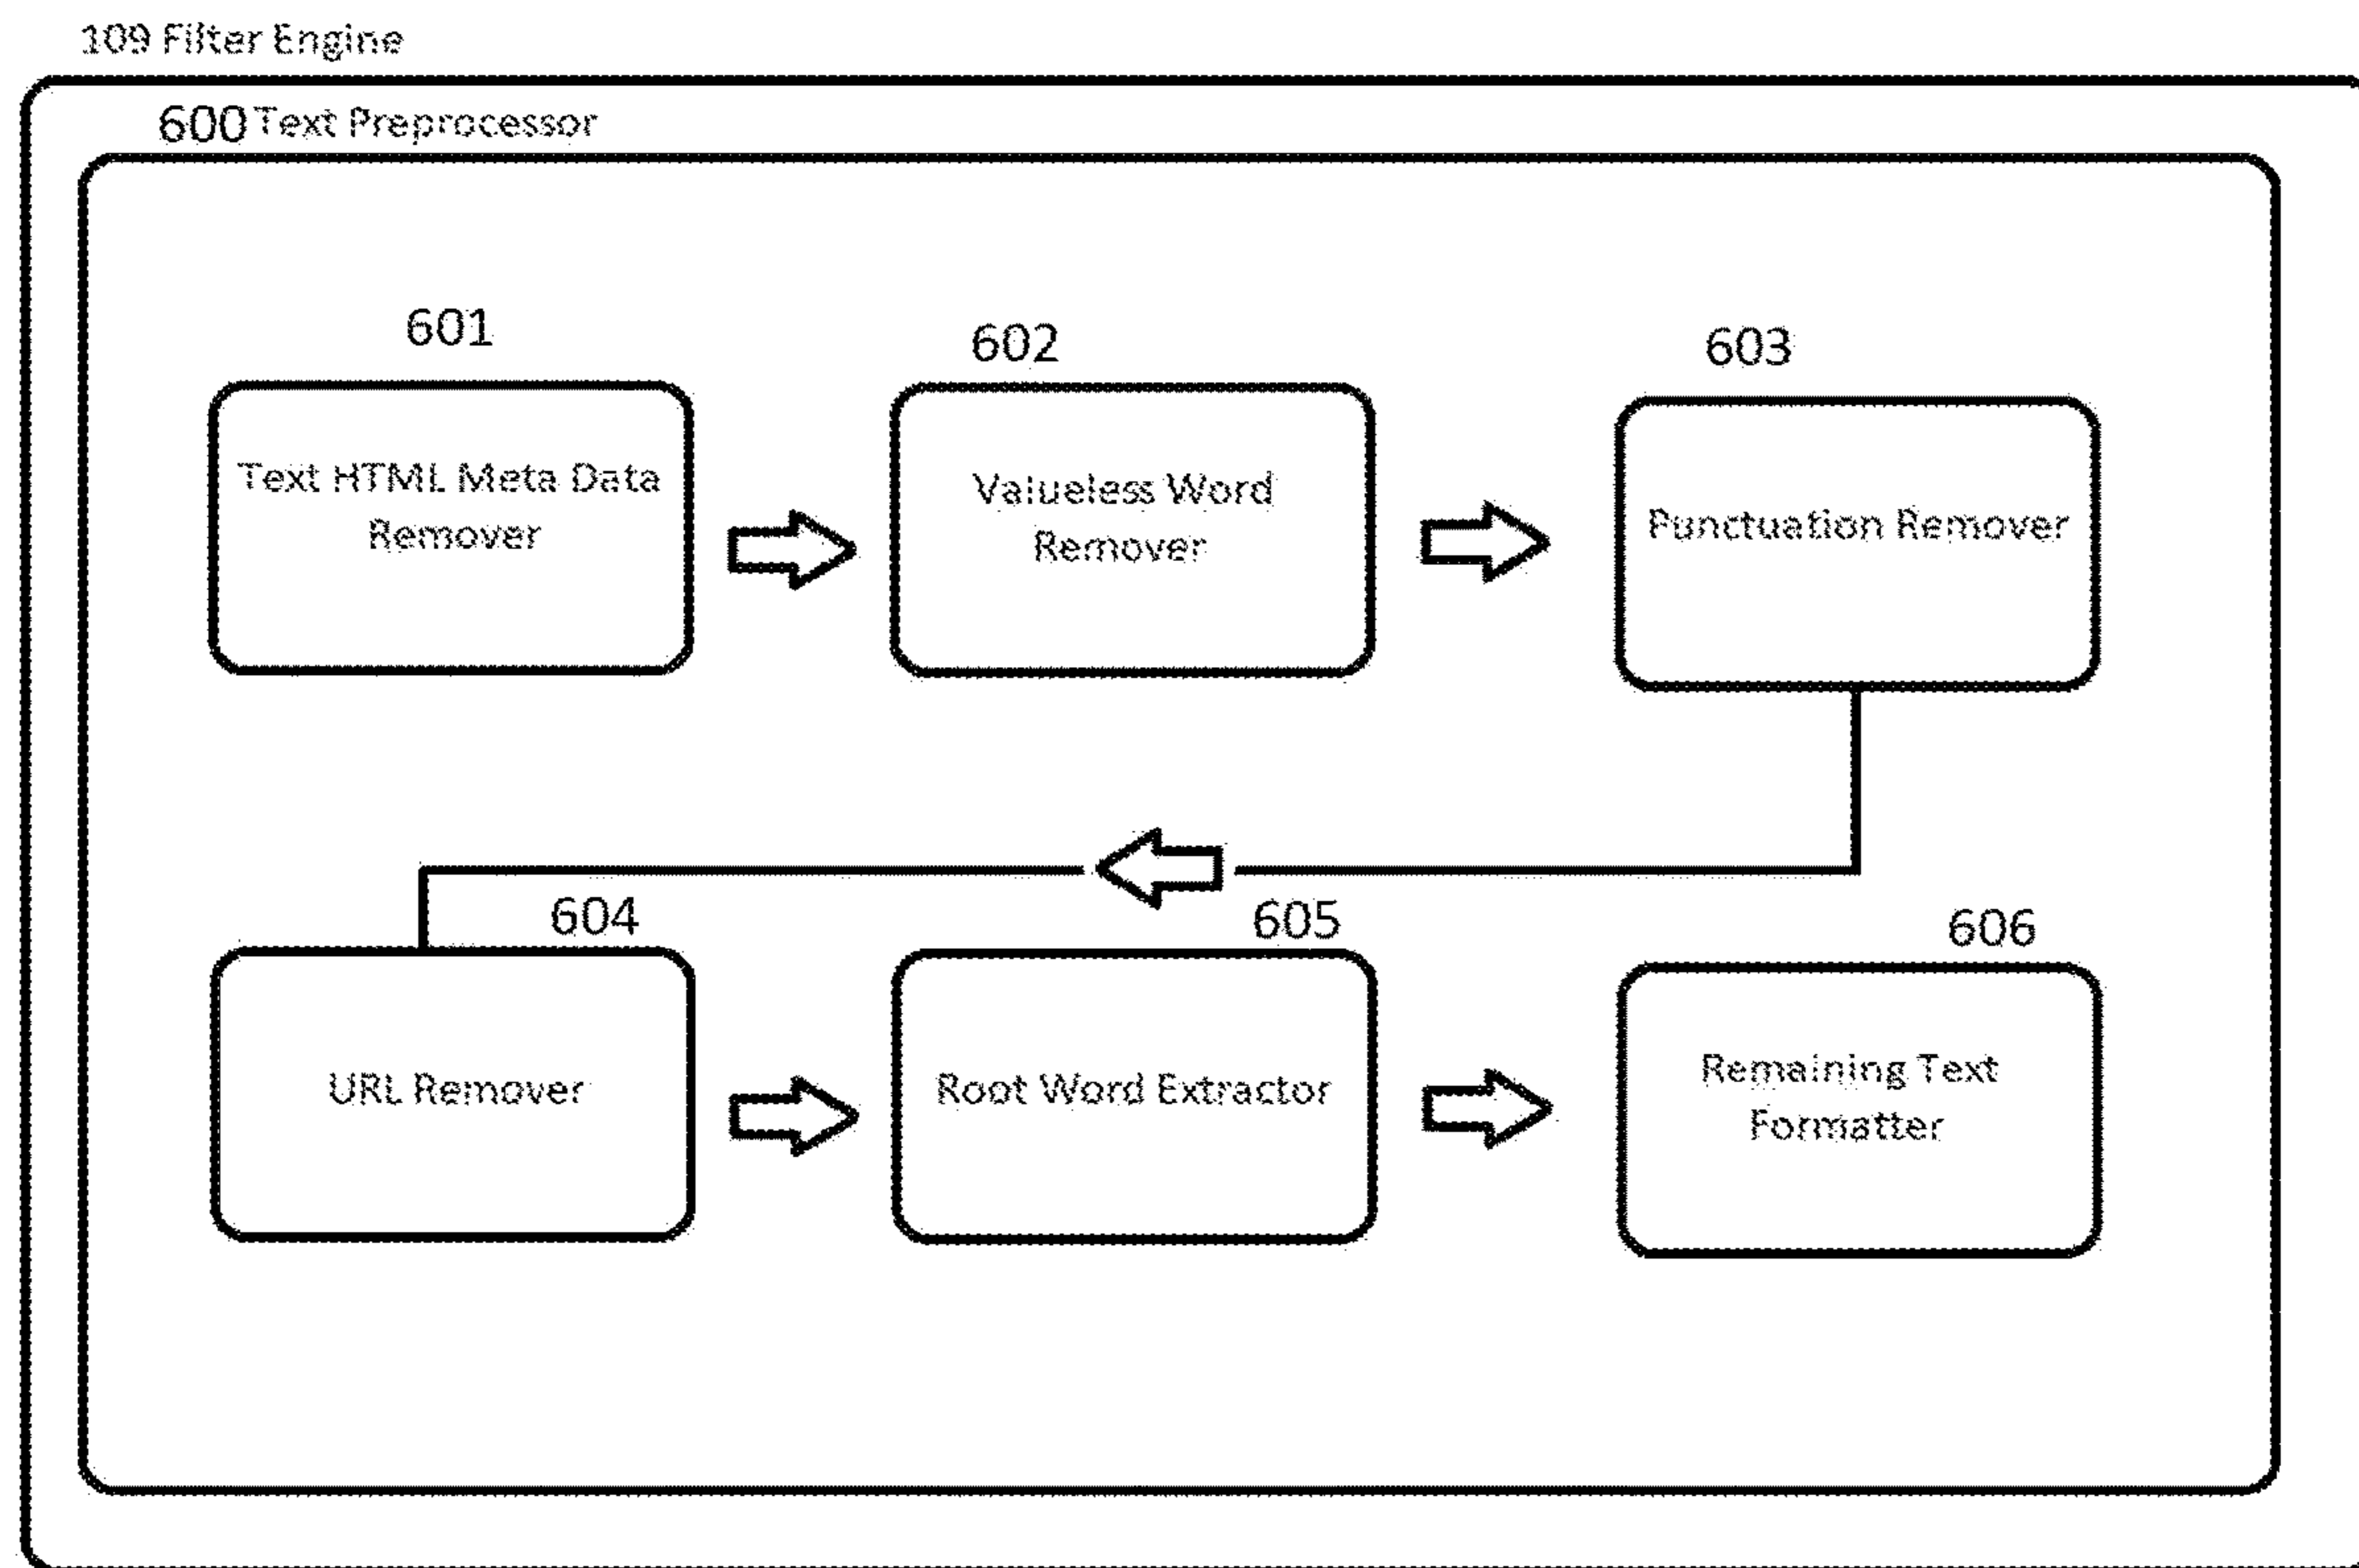 109 Filter Engine
600 Text Preprocessor
601
602
603
Text HTML Meta Data
Remover
Valueless Word
Remover
Punctuation Remover
604
605
606
URL Remover
Root Word Extractor
Remaining Text
Formatter